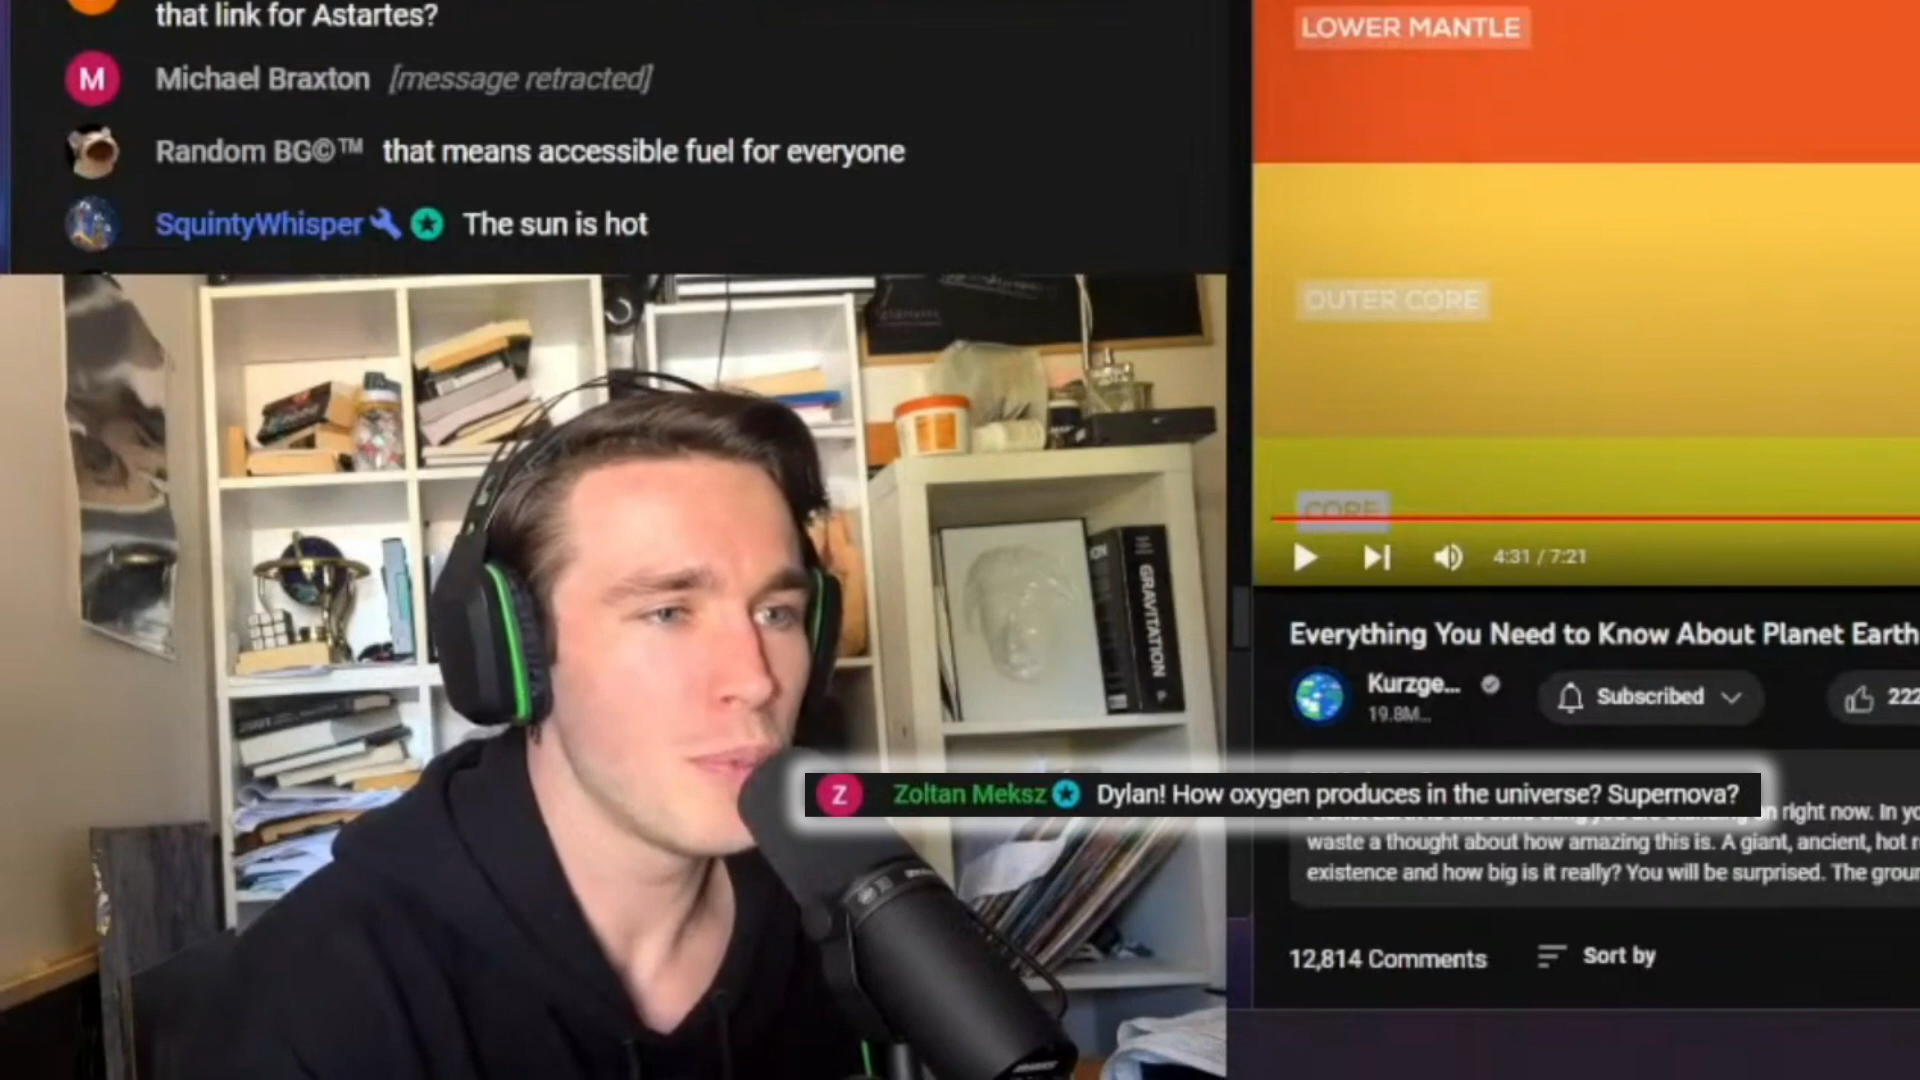 that link for Astartes?
M Michael Braxton [message retracted]
Random BG©™ that means accessible fuel for everyone
SquintyWhisper The sun is hot
LOWER MANTLE
OUTER CORE
CORE
4:31 / 7:21
Everything You Need to Know About Planet Earth
Kurzge...
19.8M...
Subscribed
222
GRAVITATION
Z Zoltan Meksz Dylan! How oxygen produces in the universe? Supernova?
right now. In yo
waste a thought about how amazing this is. A giant, ancient, hot r
existence and how big is it really? You will be surprised. The groun
12,814 Comments
Sort by